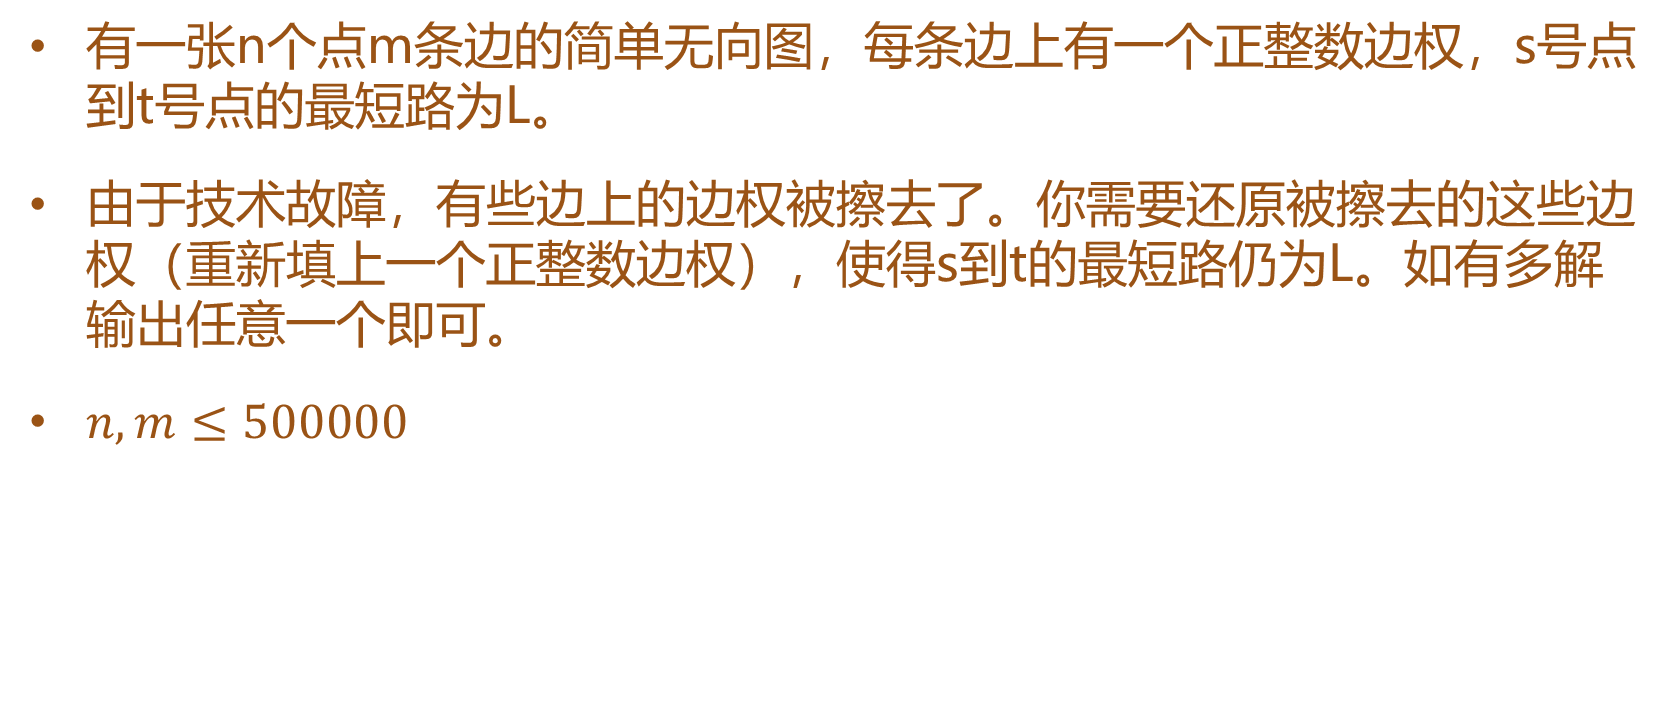 • 有一张n个点m条边的简单无向图，每条边上有一个正整数边权，s号点
到t号点的最短路为L。
• 由于技术故障，有些边上的边权被擦去了。你需要还原被擦去的这些边
权（重新填上一个正整数边权），使得s到t的最短路仍为L。如有多解
输出任意一个即可。
• n, m ≤ 500000